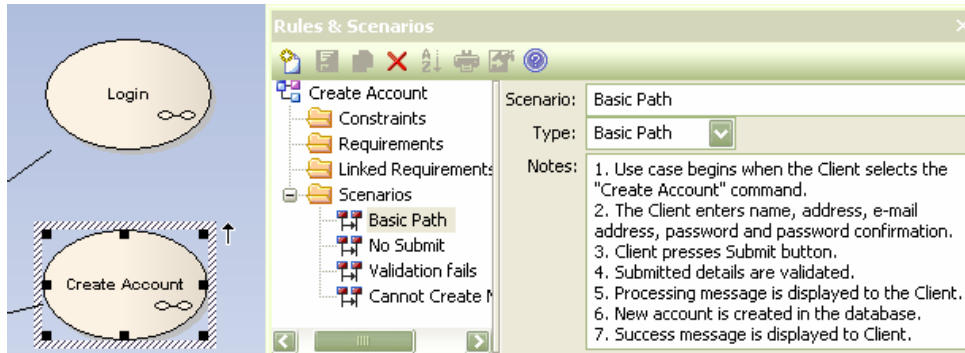 Login
Create Account
Rules & Scenarios
Create Account
Constraints
Requirements
Linked Requirements
Scenarios
Basic Path
No Submit
Validation fails
Cannot Create
Scenario: Basic Path
Type: Basic Path
Notes: 1. Use case begins when the Client selects the
"Create Account" command.
2. The Client enters name, address, e-mail
address, password and password confirmation.
3. Client presses Submit button.
4. Submitted details are validated.
5. Processing message is displayed to the Client.
6. New account is created in the database.
7. Success message is displayed to Client.